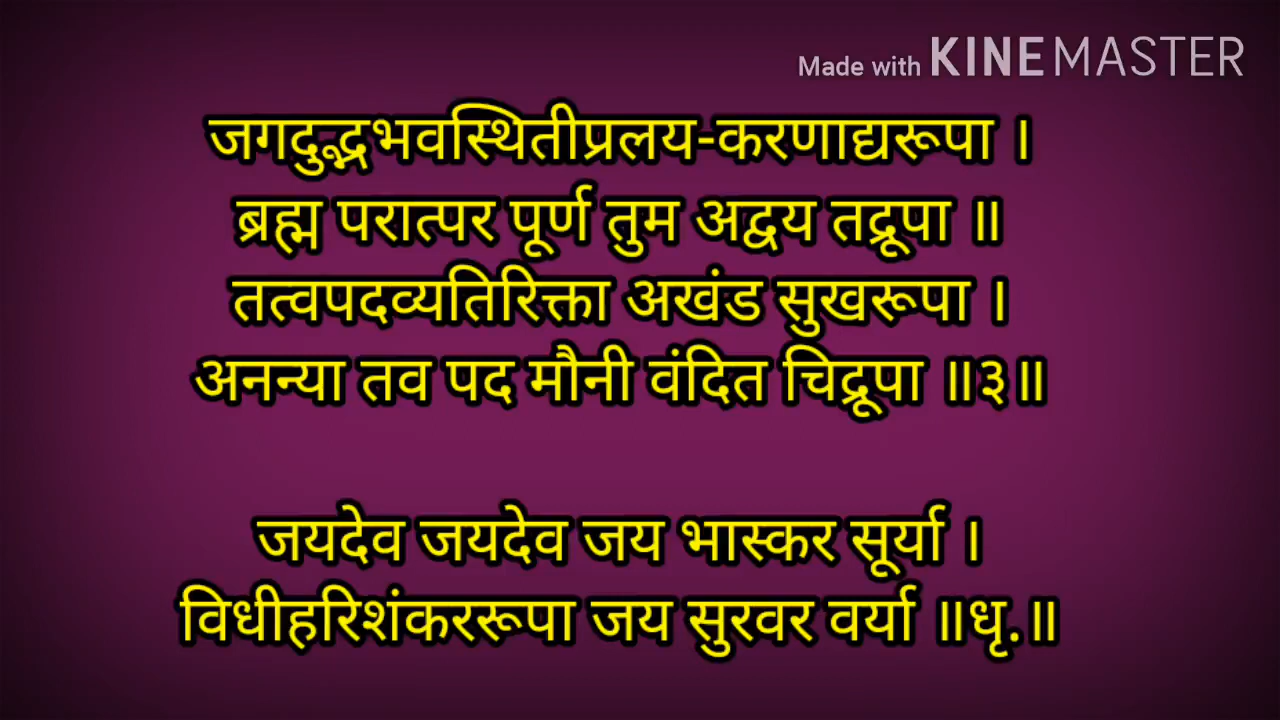 Made with KINEMASTER
जगदुद्भभवस्थितीप्रलय-करणाद्यरूपा ।
ब्रह्म परात्पर पूर्ण तुम अद्वय तद्रूपा ॥
तत्वपदव्यतिरिक्ता अखंड सुखरूपा ।
अनन्या तव पद मौनी वंदित चिद्रूपा ॥३॥
जयदेव जयदेव जय भास्कर सूर्या ।
विधीहरिशंकररूपा जय सुरवर वर्या ॥धृ.॥